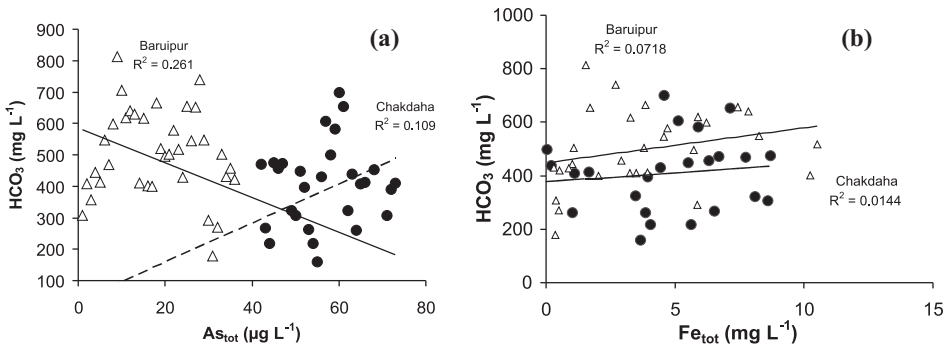 (a)
Baruipur
R² = 0.261
Chakdaha
R² = 0.109
HCO₃ (mg L⁻¹)
900
800
700
600
500
400
300
200
100
0 20 40 60 80
As_tot (µg L⁻¹)
(b)
Baruipur
R² = 0.0718
Chakdaha
R² = 0.0144
HCO₃ (mg L⁻¹)
1000
800
600
400
200
0
0 5 10 15
Fe_tot (mg L⁻¹)